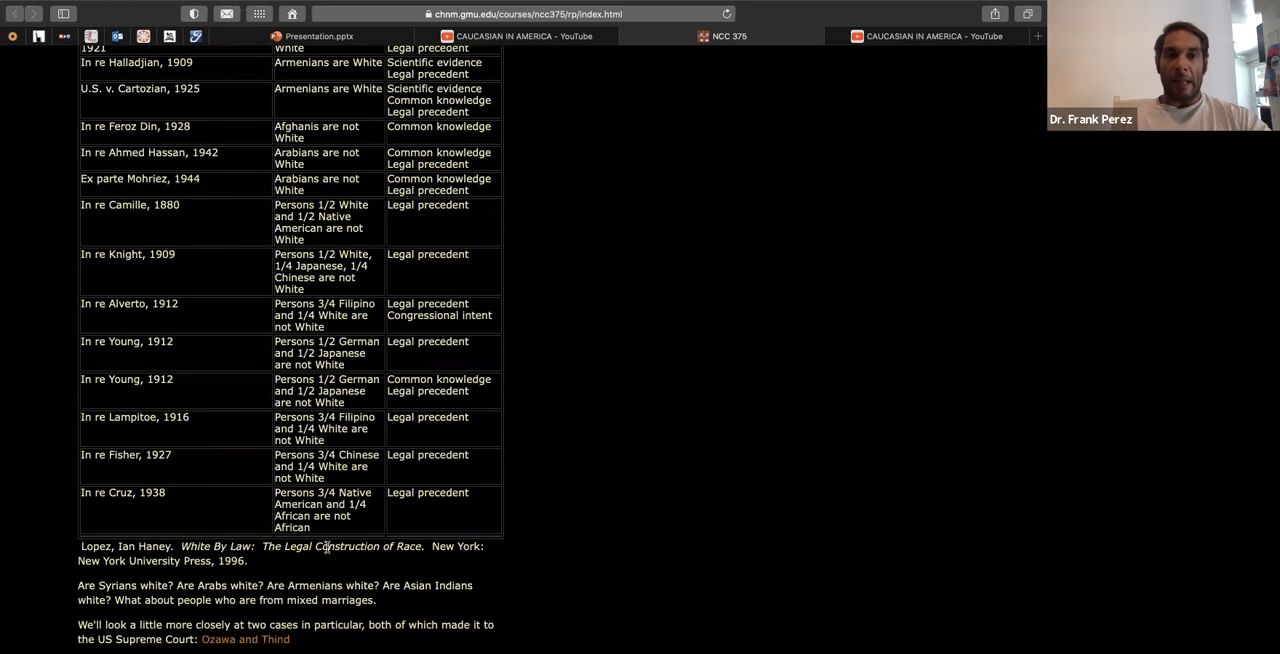 chnm.gmu.edu/courses/ncc375/rp/index.html
Presentation.pptx
CAUCASIAN IN AMERICA - YouTube
NCC 375
CAUCASIAN IN AMERICA - YouTube
Dr. Frank Perez
1921 White Legal precedent
In re Halladjian, 1909 Armenians are White Scientific evidence
Legal precedent
U.S. v. Cartozian, 1925 Armenians are White Scientific evidence
Common knowledge
Legal precedent
In re Feroz Din, 1928 Afghanis are not Common knowledge
White
In re Ahmed Hassan, 1942 Arabians are not Common knowledge
White Legal precedent
Ex parte Mohriez, 1944 Arabians are not Common knowledge
White Legal precedent
In re Camille, 1880 Persons 1/2 White Legal precedent
and 1/2 Native
American are not
White
In re Knight, 1909 Persons 1/2 White, Legal precedent
1/4 Japanese, 1/4
Chinese are not
White
In re Alverto, 1912 Persons 3/4 Filipino Legal precedent
and 1/4 White are Congressional intent
not White
In re Young, 1912 Persons 1/2 German Legal precedent
and 1/2 Japanese
are not White
In re Young, 1912 Persons 1/2 German Common knowledge
and 1/2 Japanese Legal precedent
are not White
In re Lampitoe, 1916 Persons 3/4 Filipino Legal precedent
and 1/4 White are
not White
In re Fisher, 1927 Persons 3/4 Chinese Legal precedent
and 1/4 White are
not White
In re Cruz, 1938 Persons 3/4 Native Legal precedent
American and 1/4
African are not
African
Lopez, Ian Haney. White By Law: The Legal Construction of Race. New York:
New York University Press, 1996.
Are Syrians white? Are Arabs white? Are Armenians white? Are Asian Indians
white? What about people who are from mixed marriages.
We'll look a little more closely at two cases in particular, both of which made it to
the US Supreme Court: Ozawa and Thind